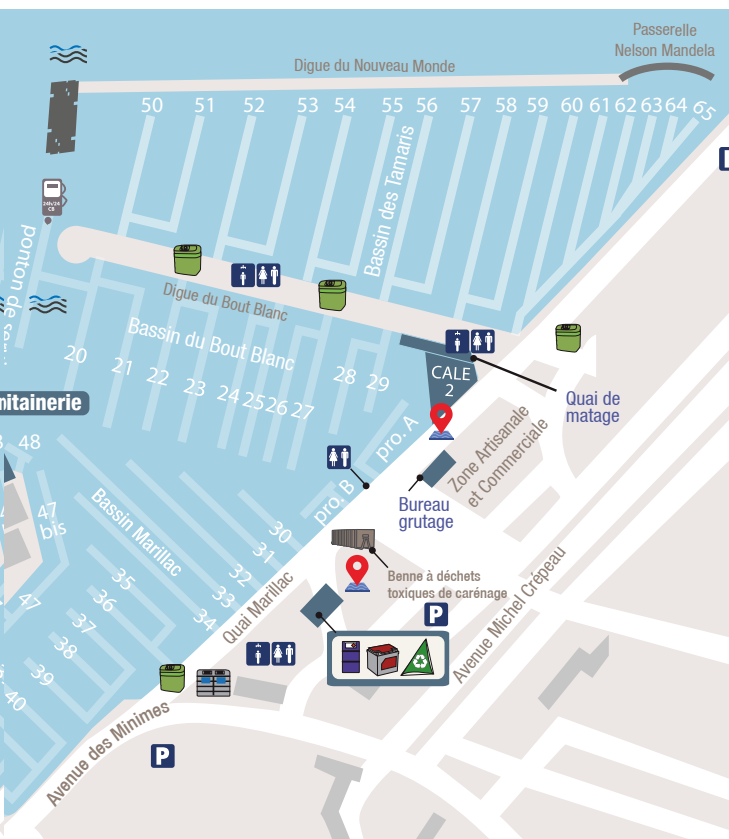 Passerelle
Nelson Mandela
Digue du Nouveau Monde
50 51 52 53 54 55 56 57 58 59 60 61 62 63 64 65
24h/24
CB
Bassin des Tamaris
ponton de
Digue du Bout Blanc
Bassin du Bout Blanc
20 21 22 23 24 25 26 27 28 29
CALE
2
Quai de
matage
nitainerie
pro. A
Zone Artisanale
et Commerciale
48
47
bis
Bassin Marillac
pro. B
Bureau
grutage
30
31
32
33
34
35
36
37
38
39
40
47
Quai Marillac
Benne à déchets
toxiques de carénage
P
Avenue Michel Crépeau
Avenue des Minimes
P